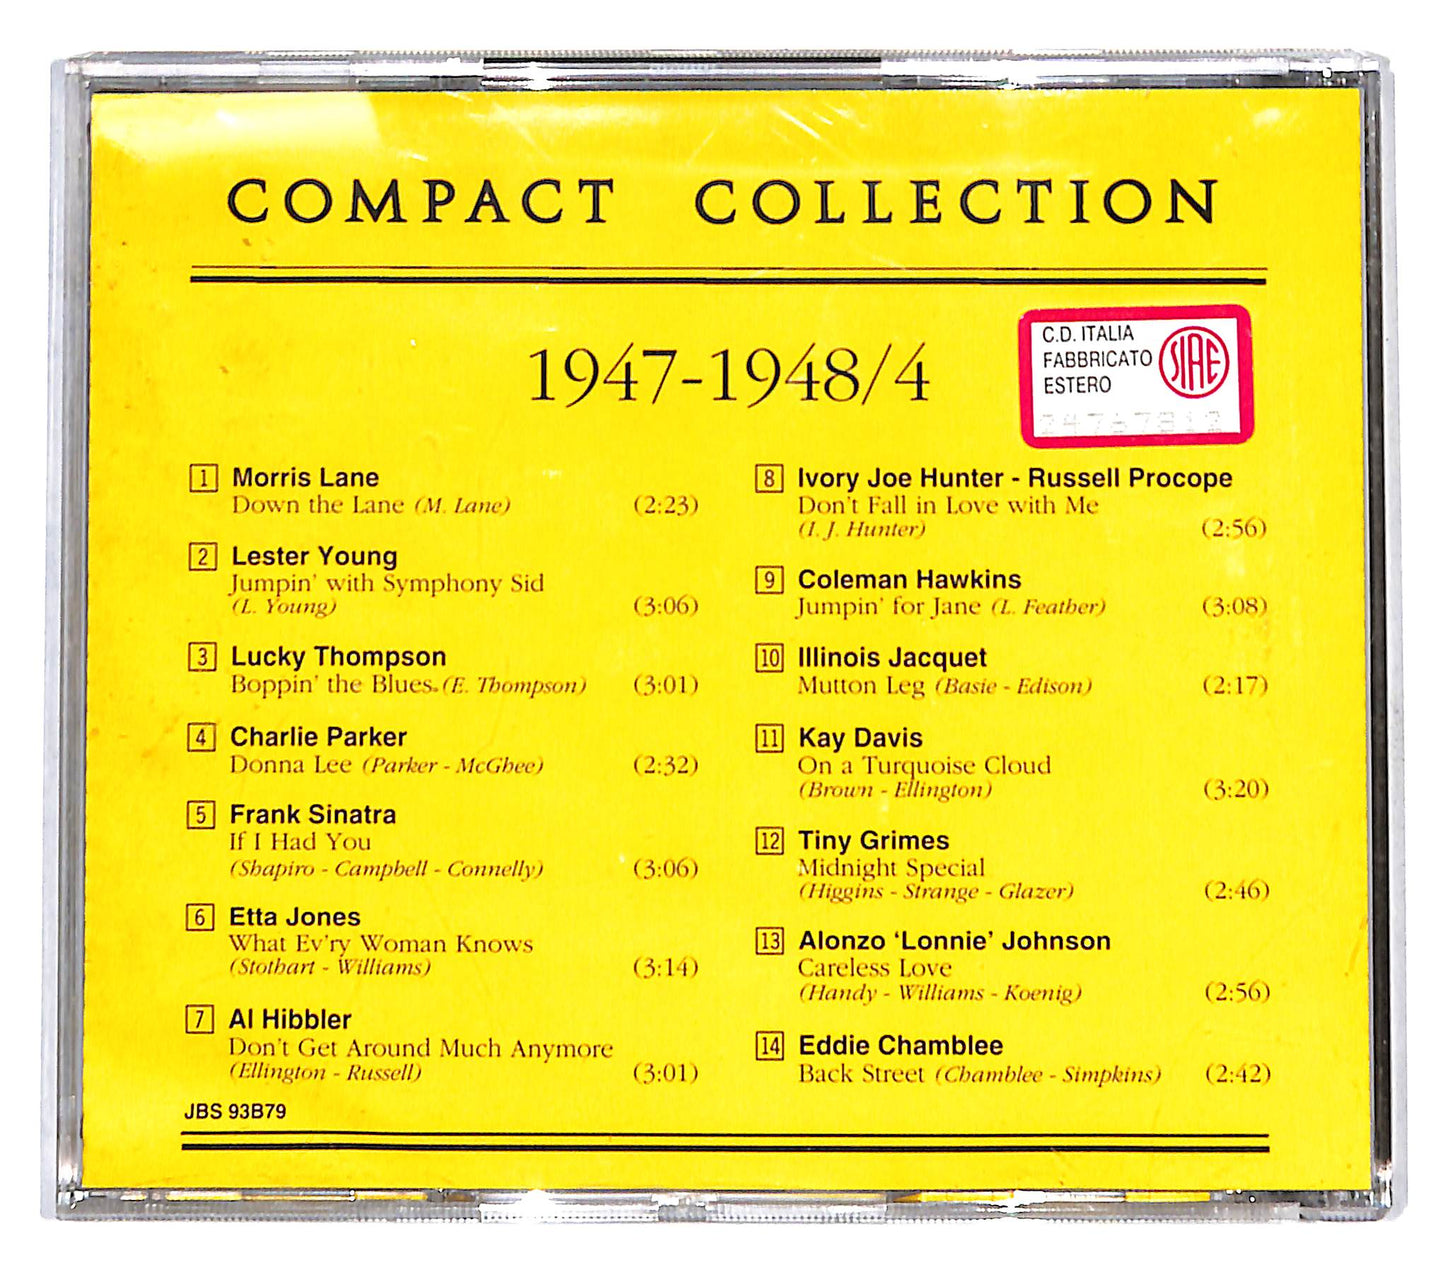 COMPACT COLLECTION
1947-1948/4
C.D. ITALIA
FABBRICATO
ESTERO
SIAE
24767812
1 Morris Lane
Down the Lane (M. Lane) (2:23)
2 Lester Young
Jumpin' with Symphony Sid
(L. Young) (3:06)
3 Lucky Thompson
Boppin' the Blues (E. Thompson) (3:01)
4 Charlie Parker
Donna Lee (Parker - McGhee) (2:32)
5 Frank Sinatra
If I Had You
(Shapiro - Campbell - Connelly) (3:06)
6 Etta Jones
What Ev'ry Woman Knows
(Stothart - Williams) (3:14)
7 Al Hibbler
Don't Get Around Much Anymore
(Ellington - Russell) (3:01)
JBS 93B79
8 Ivory Joe Hunter - Russell Procope
Don't Fall in Love with Me
(I. J. Hunter) (2:56)
9 Coleman Hawkins
Jumpin' for Jane (L. Feather) (3:08)
10 Illinois Jacquet
Mutton Leg (Basie - Edison) (2:17)
11 Kay Davis
On a Turquoise Cloud
(Brown - Ellington) (3:20)
12 Tiny Grimes
Midnight Special
(Higgins - Strange - Glazer) (2:46)
13 Alonzo ‘Lonnie’ Johnson
Careless Love
(Handy - Williams - Koenig) (2:56)
14 Eddie Chamblee
Back Street (Chamblee - Simpkins) (2:42)